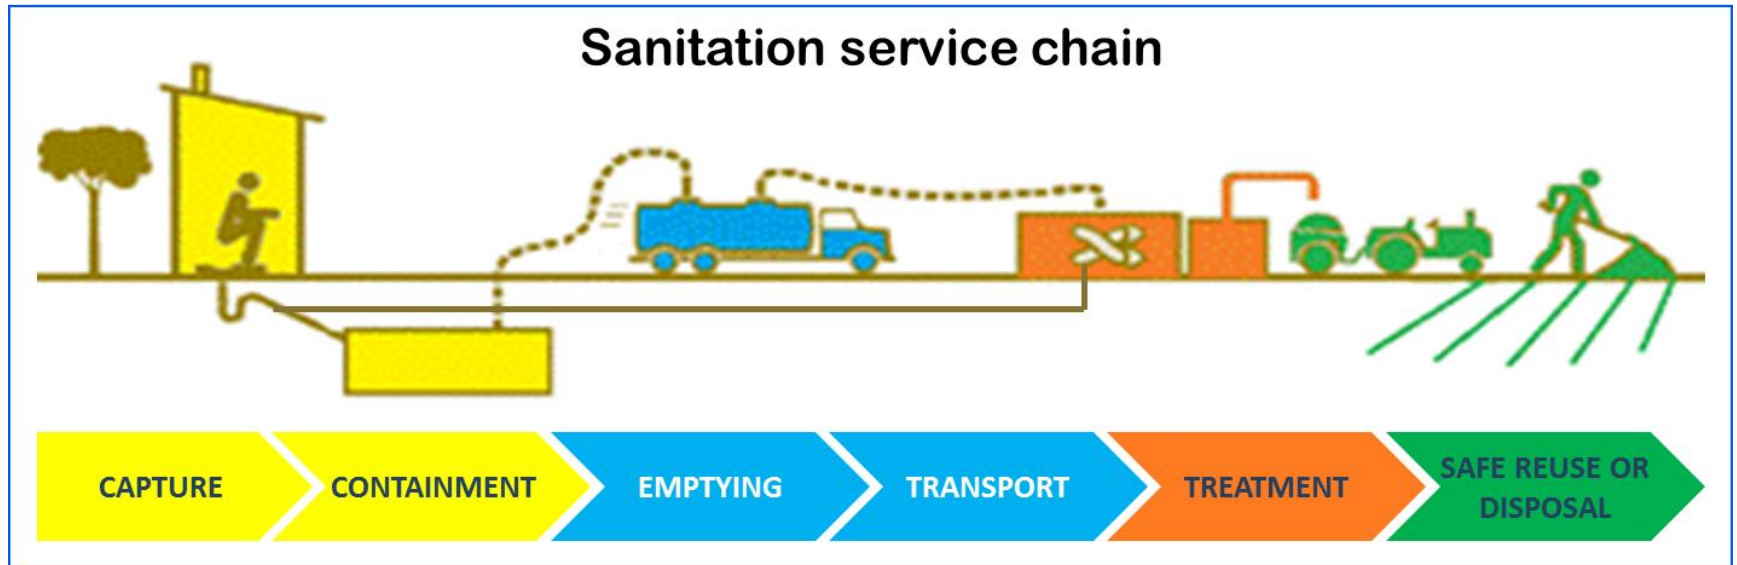 Sanitation service chain
CAPTURE
CONTAINMENT
EMPTYING
TRANSPORT
TREATMENT
SAFE REUSE OR
DISPOSAL